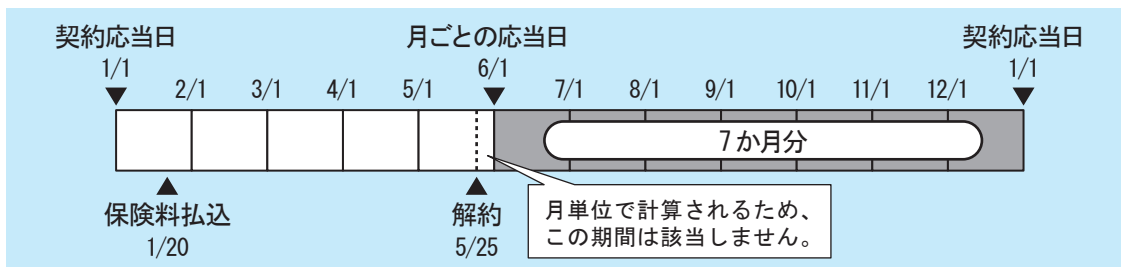 契約応当日
1/1
月ごとの応当日
6/1
契約応当日
1/1
2/1 3/1 4/1 5/1 7/1 8/1 9/1 10/1 11/1 12/1
7か月分
保険料払込
1/20
解約
5/25
月単位で計算されるため、
この期間は該当しません。